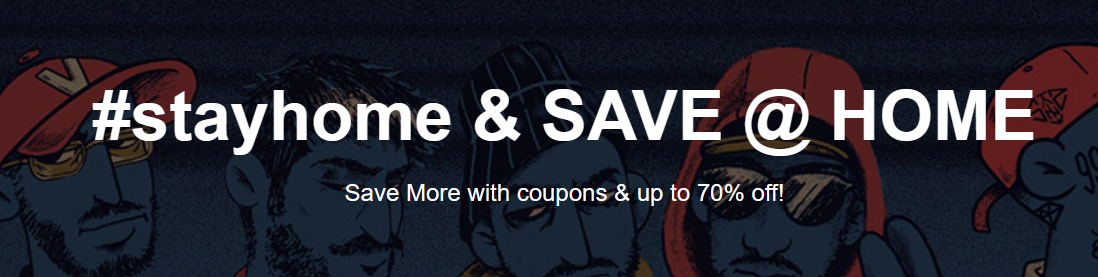 #stayhome & SAVE @ HOME
Save More with coupons & up to 70% off!